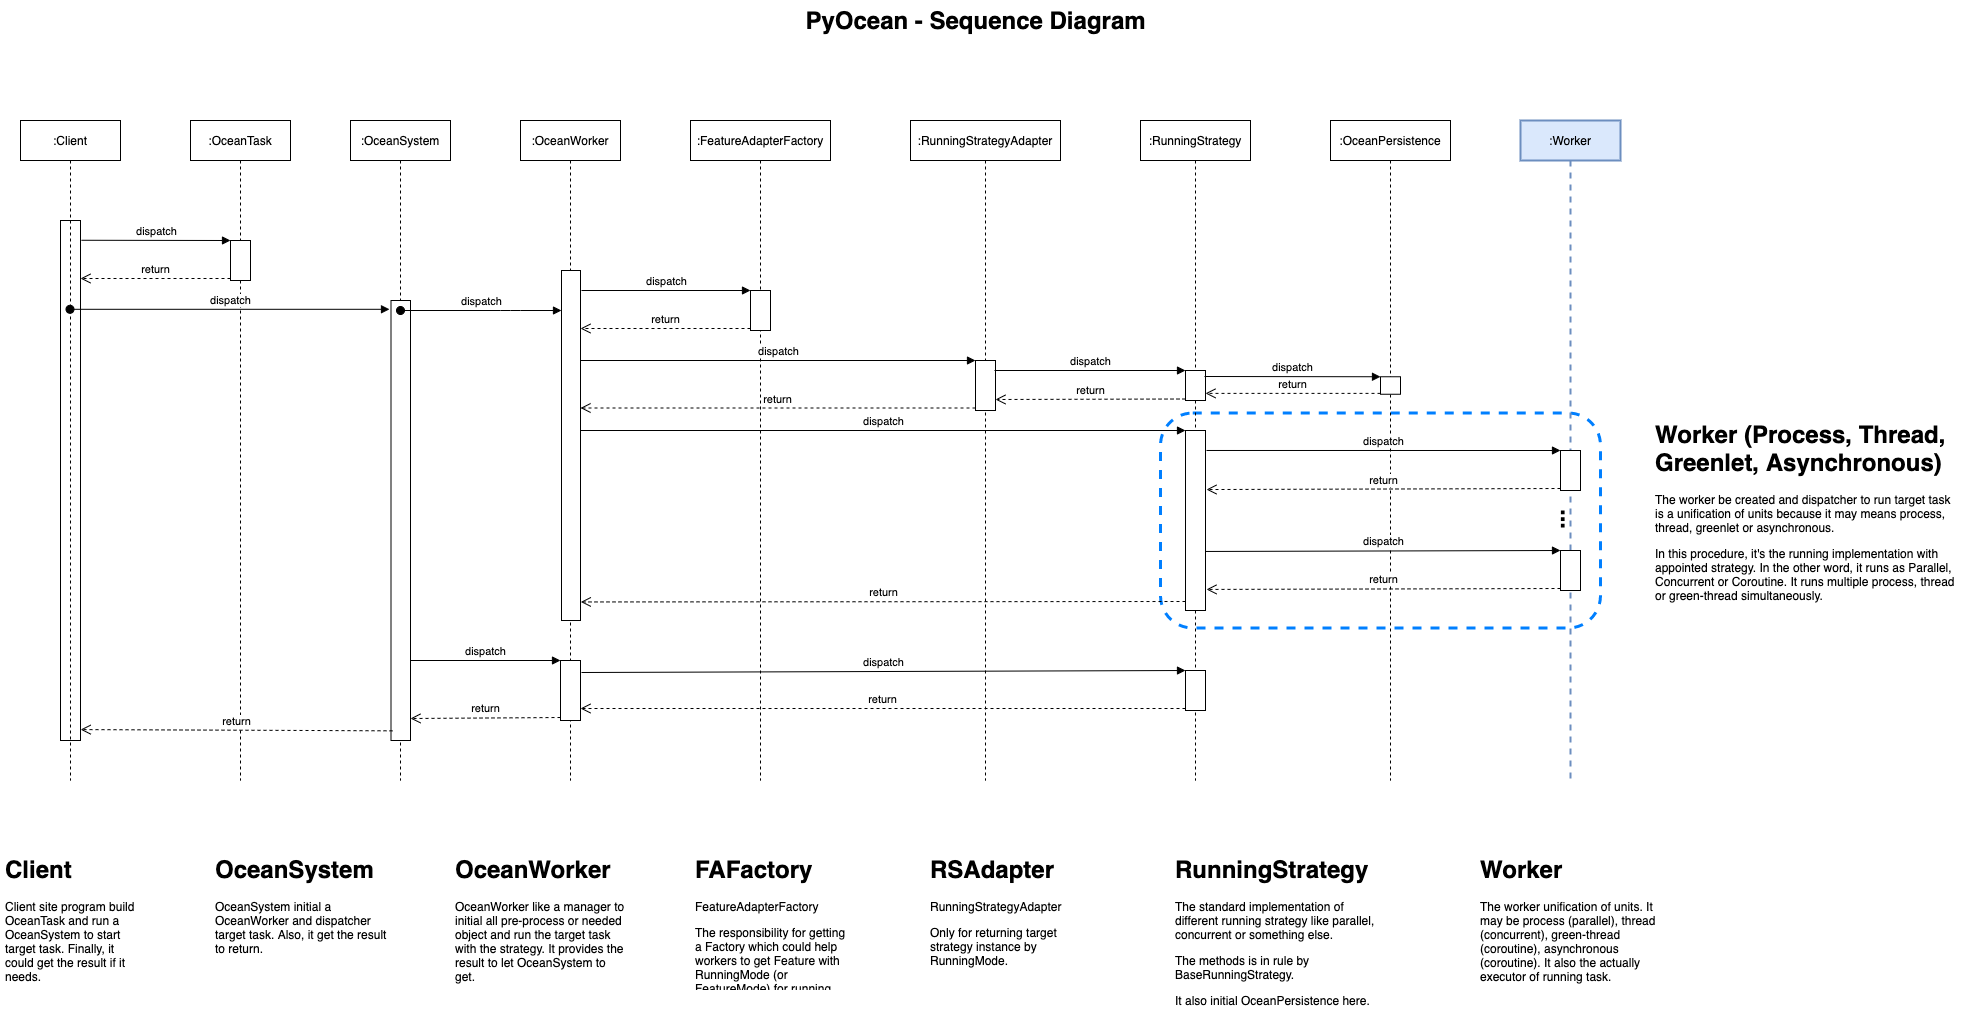 PyOcean - Sequence Diagram
:Client
:OceanTask
:OceanSystem
:OceanWorker
:FeatureAdapterFactory
:RunningStrategyAdapter
:RunningStrategy
:OceanPersistence
:Worker
dispatch
return
dispatch
dispatch
dispatch
return
dispatch
dispatch
dispatch
return
return
return
dispatch
dispatch
return
dispatch
return
return
dispatch
dispatch
return
return
return
Worker (Process, Thread,
Greenlet, Asynchronous)
The worker be created and dispatcher to run target task
is a unification of units because it may means process,
thread, greenlet or asynchronous.
In this procedure, it's the running implementation with
appointed strategy. In the other word, it runs as Parallel,
Concurrent or Coroutine. It runs multiple process, thread
or green-thread simultaneously.
Client
Client site program build
OceanTask and run a
OceanSystem to start
target task. Finally, it
could get the result if it
needs.
OceanSystem
OceanSystem initial a
OceanWorker and dispatcher
target task. Also, it get the result
to return.
OceanWorker
OceanWorker like a manager to
initial all pre-process or needed
object and run the target task
with the strategy. It provides the
result to let OceanSystem to
get.
FAFactory
FeatureAdapterFactory
The responsibility for getting
a Factory which could help
workers to get Feature with
RunningMode (or
FeatureMode) for running
RSAdapter
RunningStrategyAdapter
Only for returning target
strategy instance by
RunningMode.
RunningStrategy
The standard implementation of
different running strategy like parallel,
concurrent or something else.
The methods is in rule by
BaseRunningStrategy.
It also initial OceanPersistence here.
Worker
The worker unification of units. It
may be process (parallel), thread
(concurrent), green-thread
(coroutine), asynchronous
(coroutine). It also the actually
executor of running task.